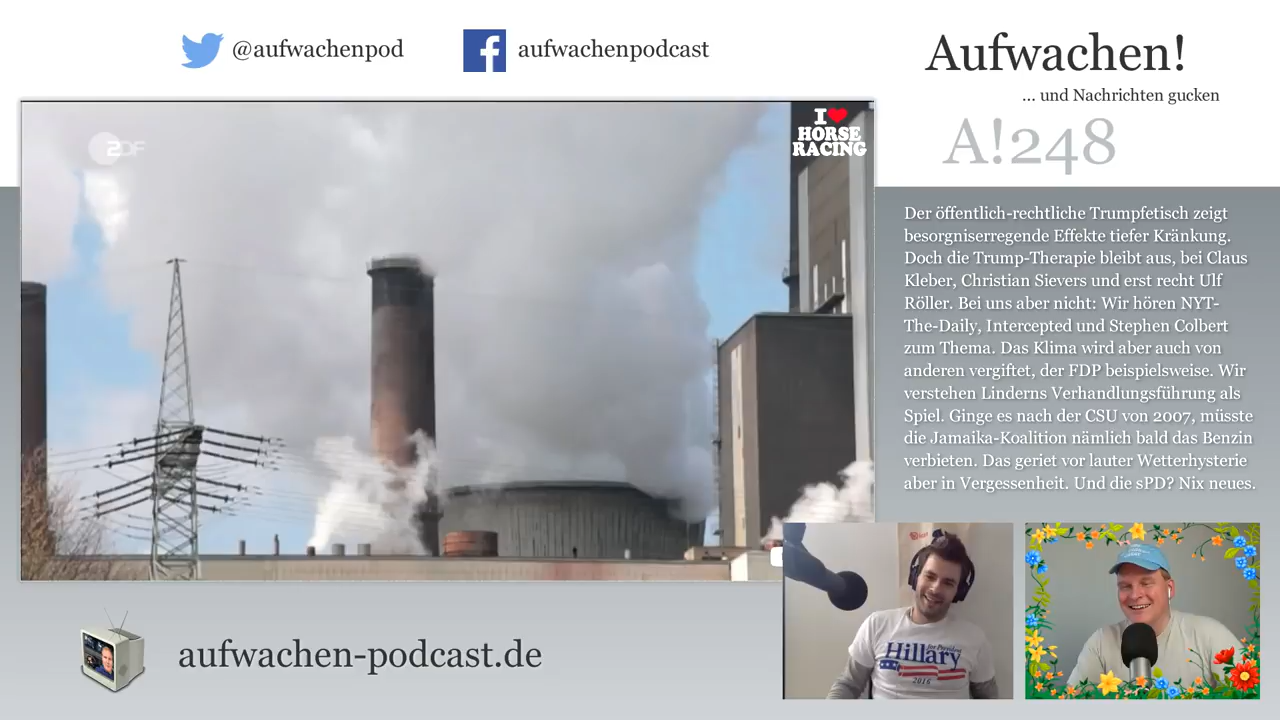 @aufwachenpod
aufwachenpodcast
Aufwachen!
... und Nachrichten gucken
A!248
ZDF
I
HORSE
RACING
Der öffentlich-rechtliche Trumpfetisch zeigt
besorgniserregende Effekte tiefer Kränkung.
Doch die Trump-Therapie bleibt aus, bei Claus
Kleber, Christian Sievers und erst recht Ulf
Röller. Bei uns aber nicht: Wir hören NYT-
The-Daily, Intercepted und Stephen Colbert
zum Thema. Das Klima wird aber auch von
anderen vergiftet, der FDP beispielsweise. Wir
verstehen Linderns Verhandlungsführung als
Spiel. Ginge es nach der CSU von 2007, müsste
die Jamaika-Koalition nämlich bald das Benzin
verbieten. Das geriet vor lauter Wetterhysterie
aber in Vergessenheit. Und die sPD? Nix neues.
for President
Hillary
2016
aufwachen-podcast.de